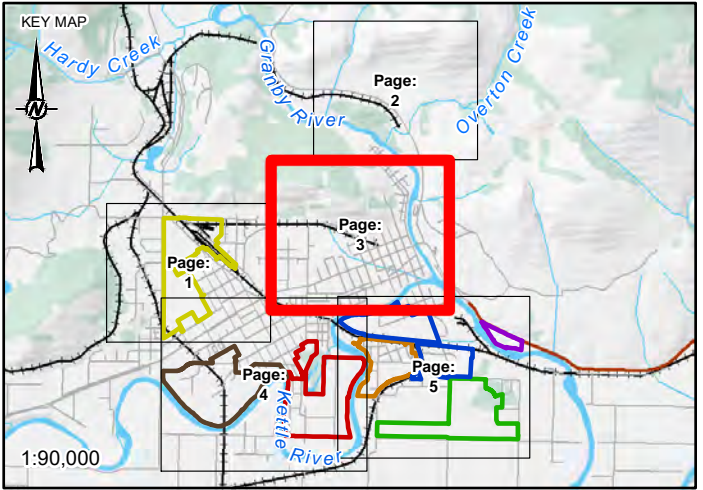 KEY MAP
Hardy Creek
Granby River
Overton Creek
N
Page:
2
Page:
3
Page:
1
Page:
4
Page:
5
Kettle River
1:90,000